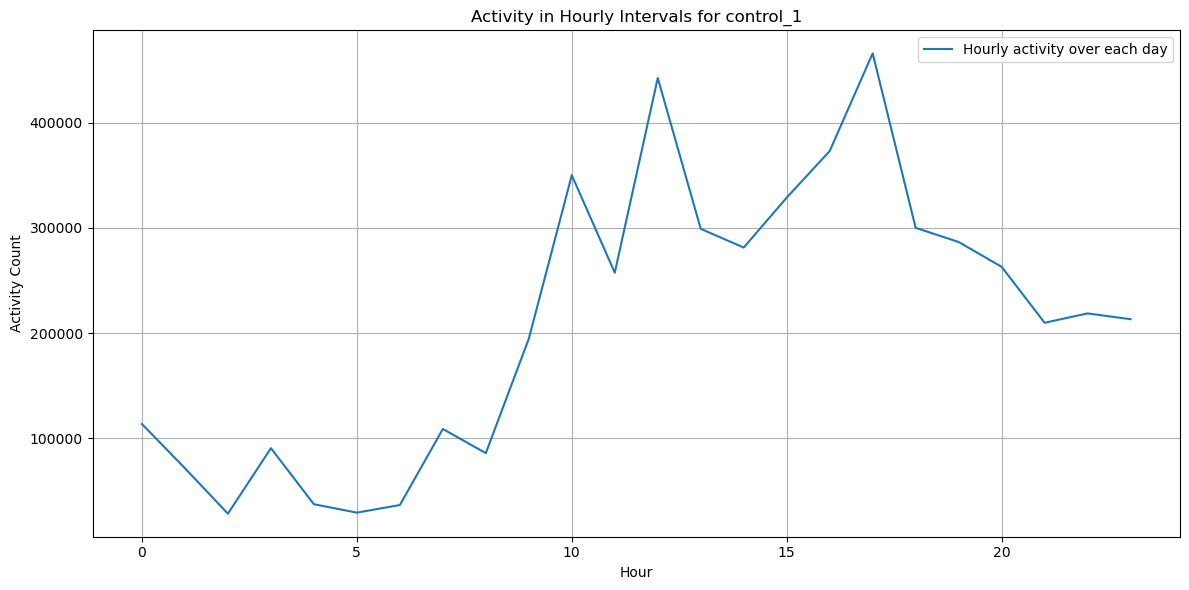 Activity in Hourly Intervals for control_1
Hourly activity over each day
Activity Count
400000
300000
200000
100000
0
5
10
15
20
Hour